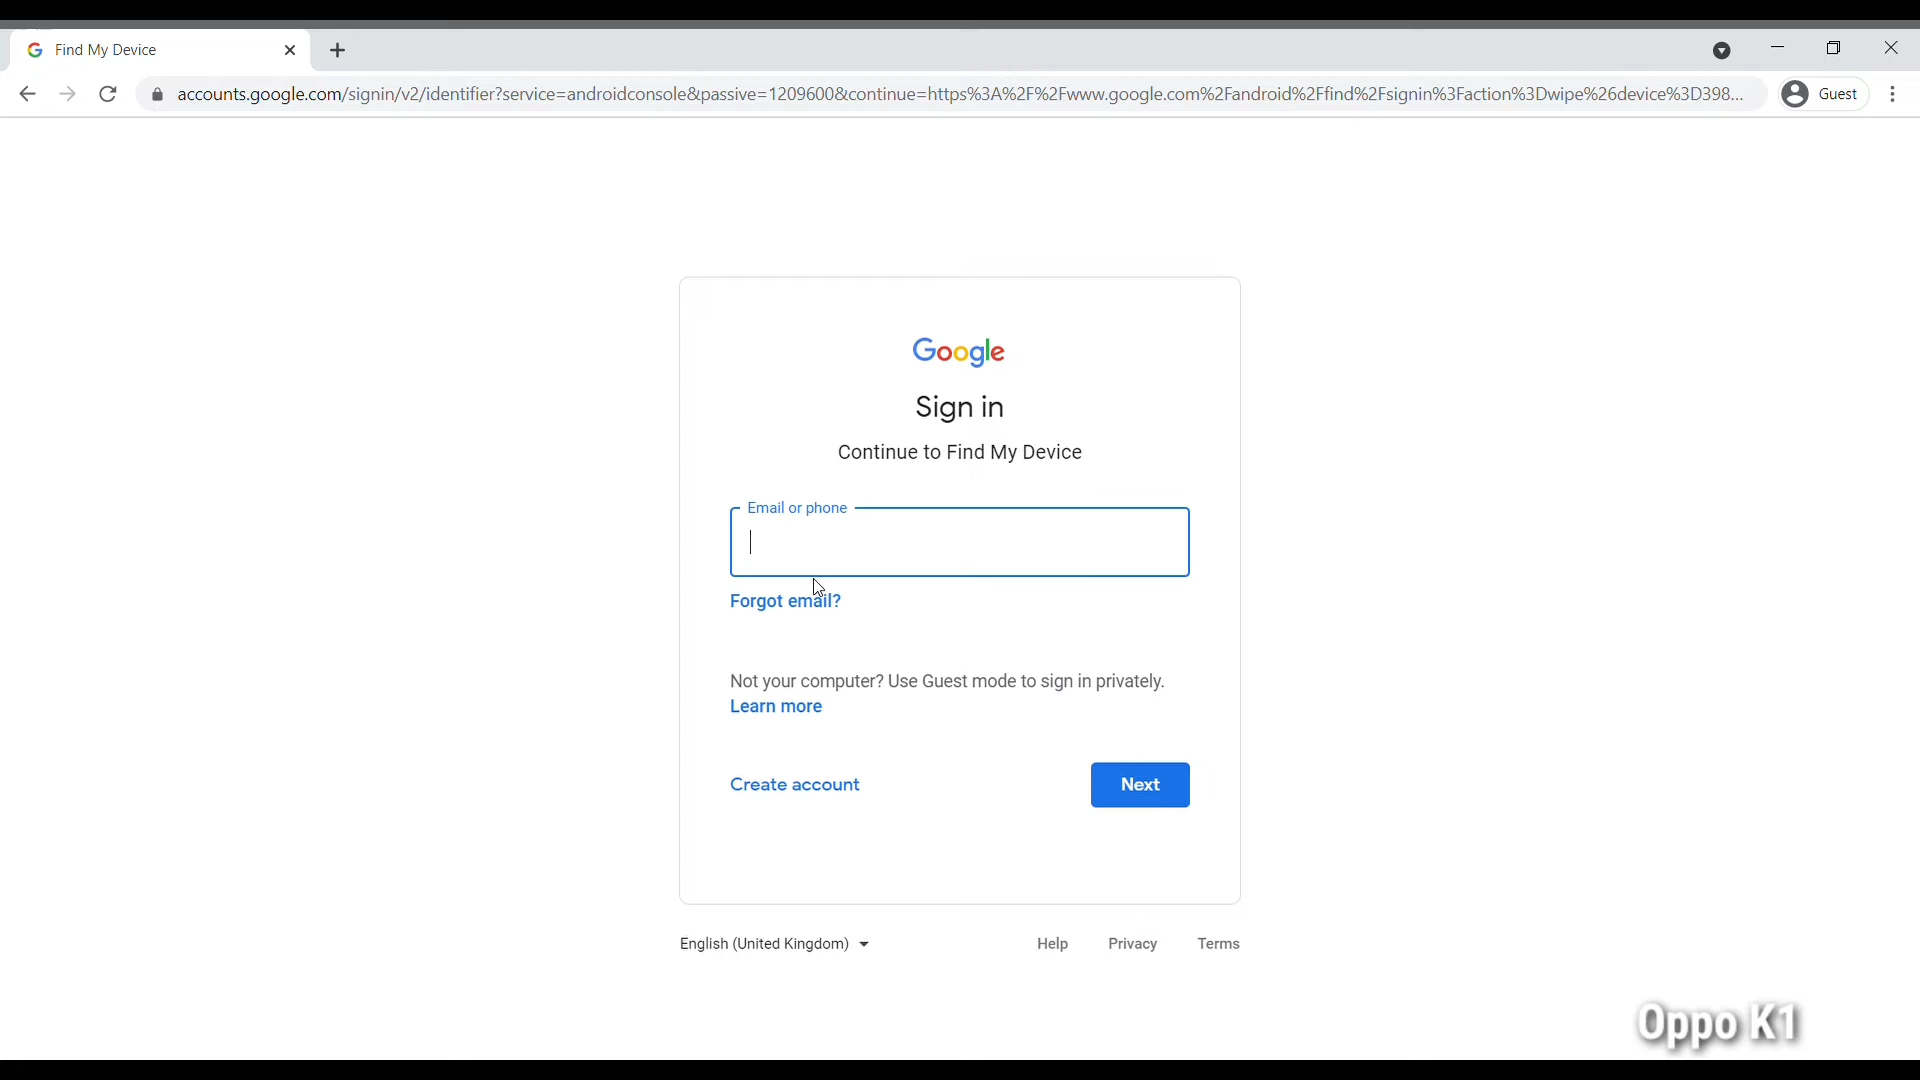 Find My Device
accounts.google.com/signin/v2/identifier?service=androidconsole&passive=1209600&continue=https%3A%2F%2Fwww.google.com%2Fandroid%2Ffind%2Fsignin%3Faction%3Dwipe%26device%3D398...
Guest
Google
Sign in
Continue to Find My Device
Email or phone
Forgot email?
Not your computer? Use Guest mode to sign in privately.
Learn more
Create account
Next
English (United Kingdom)
Help
Privacy
Terms
Oppo K1